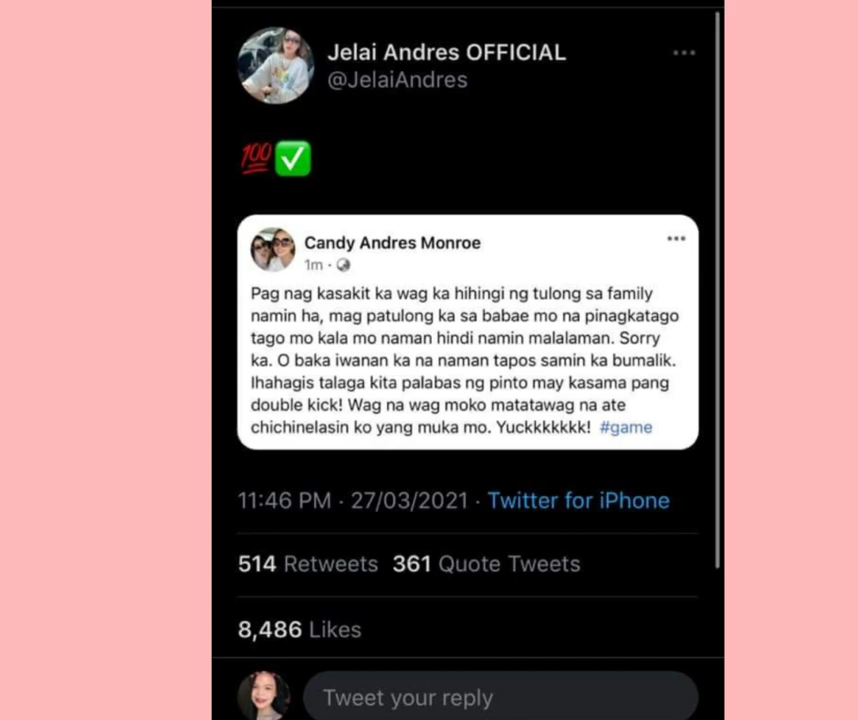 Jelai Andres OFFICIAL
@JelaiAndres
💯✅
Candy Andres Monroe
1m ·
Pag nag kasakit ka wag ka hihingi ng tulong sa family
namin ha, mag patulong ka sa babae mo na pinagkatago
tago mo kala mo naman hindi namin malalaman. Sorry
ka. O baka iwanan ka na naman tapos samin ka bumalik.
Ihahagis talaga kita palabas ng pinto may kasama pang
double kick! Wag na wag moko matatawag na ate
chichinelasin ko yang muka mo. Yuckkkkkkk! #game
11:46 PM · 27/03/2021 · Twitter for iPhone
514 Retweets 361 Quote Tweets
8,486 Likes
Tweet your reply